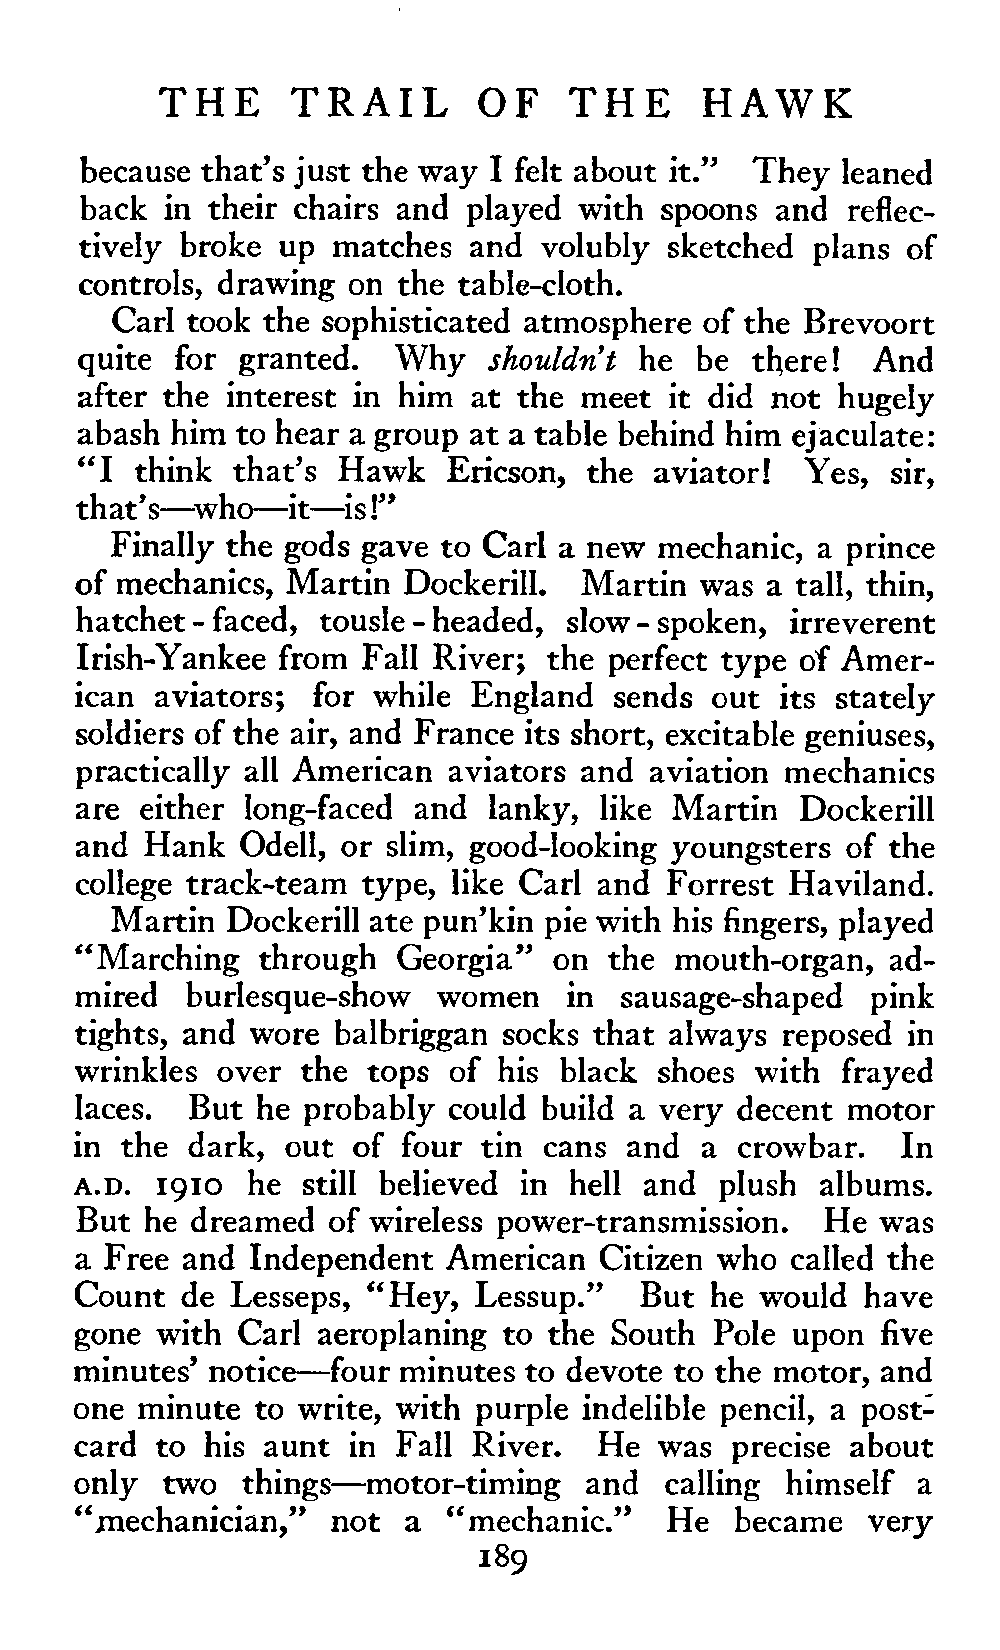 THE TRAIL OF THE HAWK
because that's just the way I felt about it." They leaned
back in their chairs and played with spoons and reflec-
tively broke up matches and volubly sketched plans of
controls, drawing on the table-cloth.
Carl took the sophisticated atmosphere of the Brevoort
quite for granted. Why shouldn't he be there! And
after the interest in him at the meet it did not hugely
abash him to hear a group at a table behind him ejaculate:
"I think that's Hawk Ericson, the aviator! Yes, sir,
that's—who—it—is!"
Finally the gods gave to Carl a new mechanic, a prince
of mechanics, Martin Dockerill. Martin was a tall, thin,
hatchet-faced, tousle-headed, slow-spoken, irreverent
Irish-Yankee from Fall River; the perfect type of Amer-
ican aviators; for while England sends out its stately
soldiers of the air, and France its short, excitable geniuses,
practically all American aviators and aviation mechanics
are either long-faced and lanky, like Martin Dockerill
and Hank Odell, or slim, good-looking youngsters of the
college track-team type, like Carl and Forrest Haviland.
Martin Dockerill ate pun'kin pie with his fingers, played
"Marching through Georgia" on the mouth-organ, ad-
mired burlesque-show women in sausage-shaped pink
tights, and wore balbriggan socks that always reposed in
wrinkles over the tops of his black shoes with frayed
laces. But he probably could build a very decent motor
in the dark, out of four tin cans and a crowbar. In
A.D. 1910 he still believed in hell and plush albums.
But he dreamed of wireless power-transmission. He was
a Free and Independent American Citizen who called the
Count de Lesseps, "Hey, Lessup." But he would have
gone with Carl aeroplaning to the South Pole upon five
minutes' notice—four minutes to devote to the motor, and
one minute to write, with purple indelible pencil, a post-
card to his aunt in Fall River. He was precise about
only two things—motor-timing and calling himself a
"mechanician," not a "mechanic." He became very
189